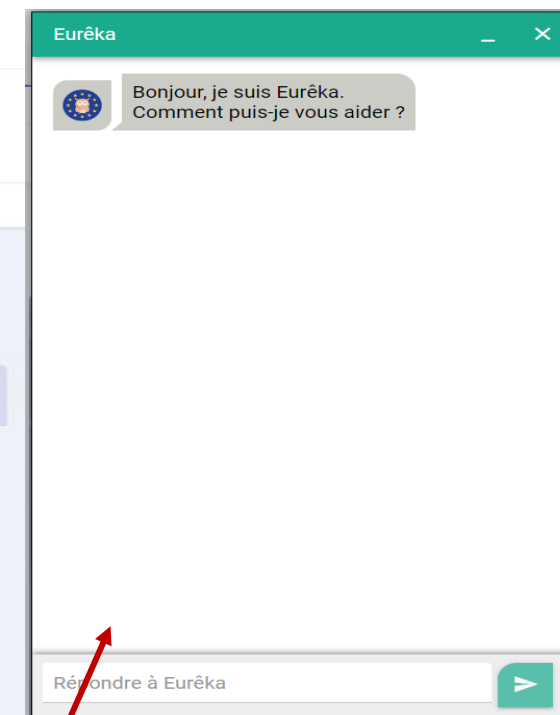 Eurêka
Bonjour, je suis Eurêka.
Comment puis-je vous aider ?
Répondre à Eurêka